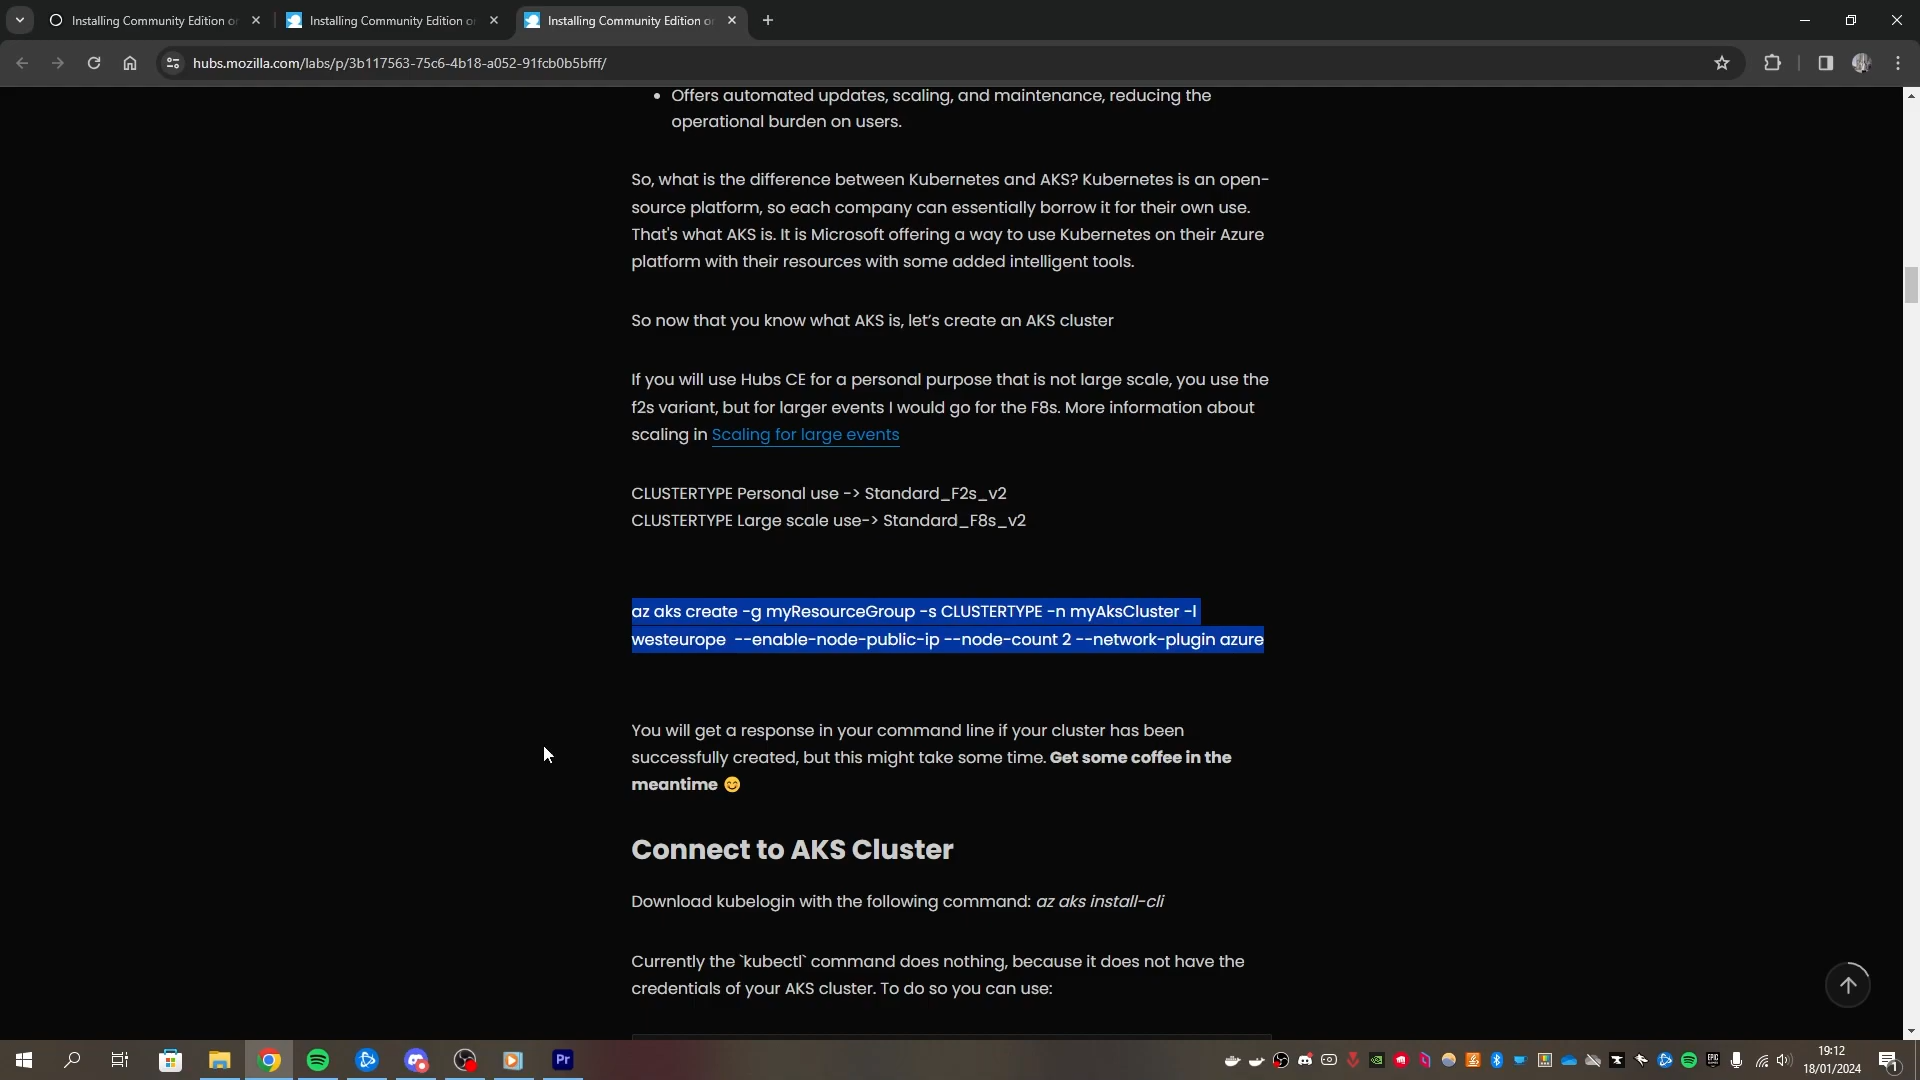 Installing Community Edition or
Installing Community Edition or
Installing Community Edition or
hubs.mozilla.com/labs/p/3b117563-75c6-4b18-a052-91fcb0b5bfff/
Offers automated updates, scaling, and maintenance, reducing the
operational burden on users.
So, what is the difference between Kubernetes and AKS? Kubernetes is an open-
source platform, so each company can essentially borrow it for their own use.
That's what AKS is. It is Microsoft offering a way to use Kubernetes on their Azure
platform with their resources with some added intelligent tools.
So now that you know what AKS is, let’s create an AKS cluster
If you will use Hubs CE for a personal purpose that is not large scale, you use the
f2s variant, but for larger events I would go for the F8s. More information about
scaling in Scaling for large events
CLUSTERTYPE Personal use -> Standard_F2s_v2
CLUSTERTYPE Large scale use-> Standard_F8s_v2
az aks create -g myResourceGroup -s CLUSTERTYPE -n myAksCluster -l
westeurope  --enable-node-public-ip --node-count 2 --network-plugin azure
You will get a response in your command line if your cluster has been
successfully created, but this might take some time. Get some coffee in the
meantime 😊
Connect to AKS Cluster
Download kubelogin with the following command: az aks install-cli
Currently the `kubectl` command does nothing, because it does not have the
credentials of your AKS cluster. To do so you can use:
Pr
19:12
18/01/2024
1